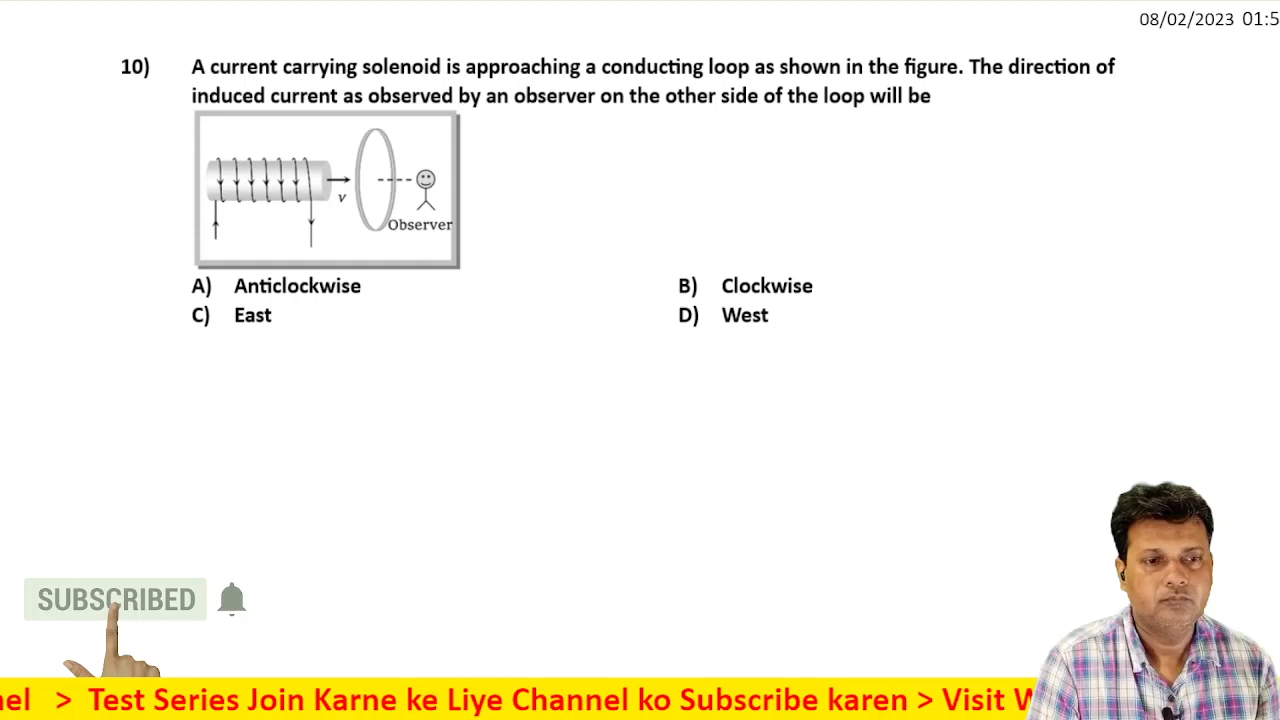 08/02/2023 01:5
10) A current carrying solenoid is approaching a conducting loop as shown in the figure. The direction of
induced current as observed by an observer on the other side of the loop will be
v
Observer
A) Anticlockwise B) Clockwise
C) East D) West
SUBSCRIBED
nel > Test Series Join Karne ke Liye Channel ko Subscribe karen > Visit W